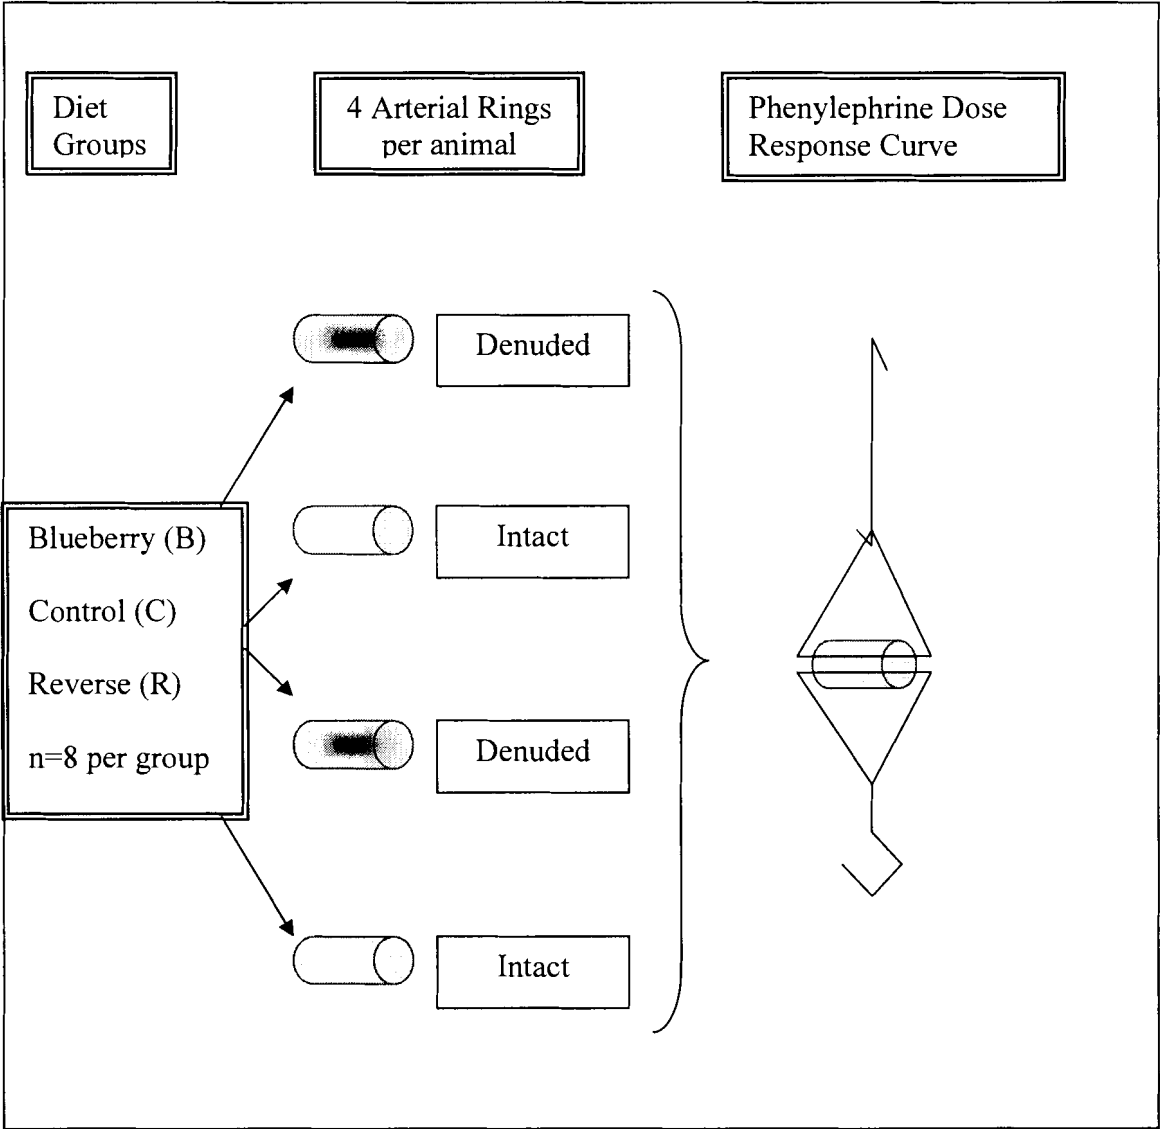 Diet
Groups
4 Arterial Rings
per animal
Phenylephrine Dose
Response Curve
Denuded
Intact
Blueberry (B)
Control (C)
Reverse (R)
n=8 per group
Denuded
Intact